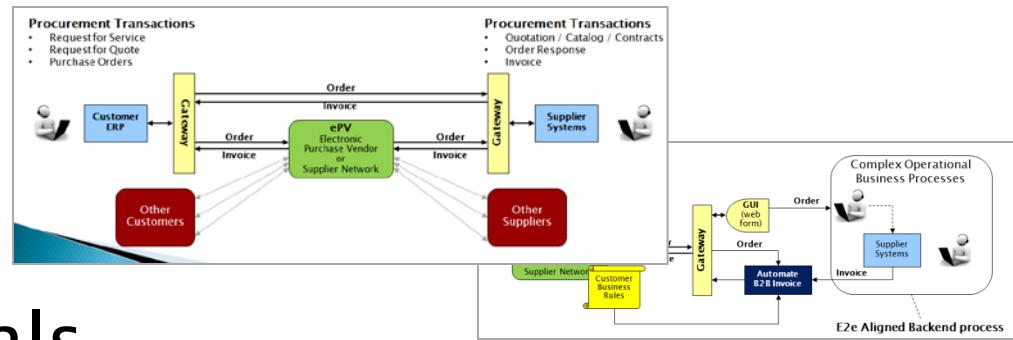 Procurement Transactions
• Request for Service
• Request for Quote
• Purchase Orders
Procurement Transactions
• Quotation / Catalog / Contracts
• Order Response
• Invoice
Order
Invoice
Customer
ERP
Gateway
Order
Invoice
ePV
Electronic
Purchase Vendor
or
Supplier Network
Order
Invoice
Gateway
Supplier
Systems
Other
Customers
Other
Suppliers
Complex Operational
Business Processes
GUI
(web
form)
Order
Gateway
Order
Supplier
Systems
Supplier Networ
Customer
Business
Rules
Automate
B2B Invoice
Invoice
E2e Aligned Backend process